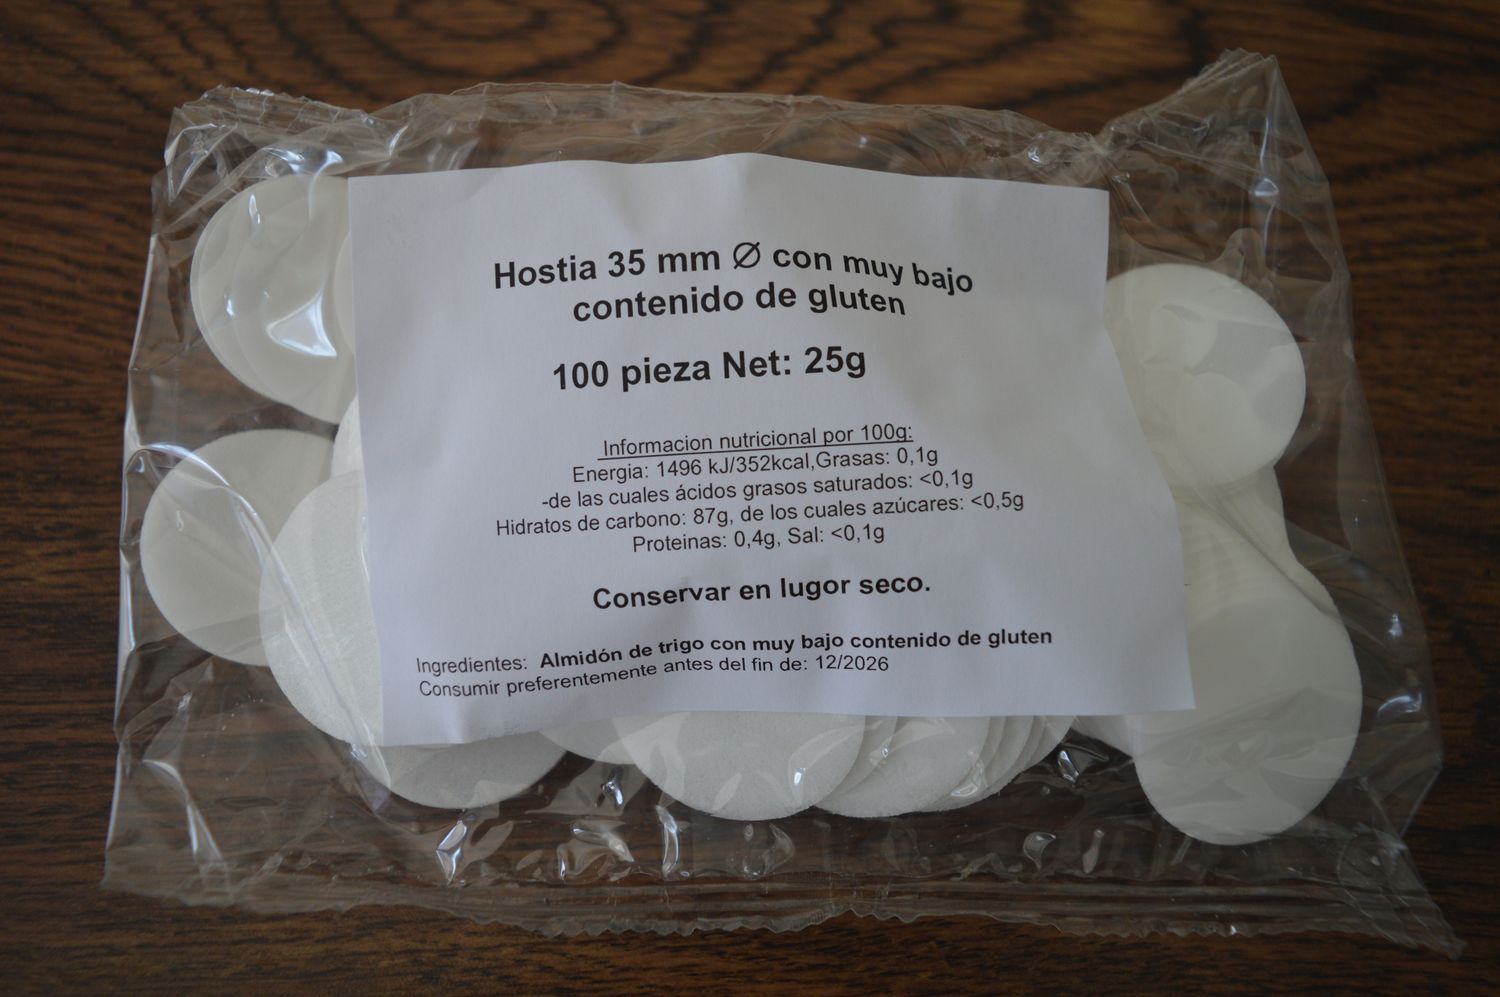 Hostia 35 mm Ø con muy bajo
contenido de gluten
100 pieza Net: 25g
Informacion nutricional por 100g:
Energia: 1496 kJ/352kcal,Grasas: 0,1g
-de las cuales ácidos grasos saturados: <0,1g
Hidratos de carbono: 87g, de los cuales azúcares: <0,5g
Proteinas: 0,4g, Sal: <0,1g
Conservar en lugor seco.
Ingredientes: Almidón de trigo con muy bajo contenido de gluten
Consumir preferentemente antes del fin de: 12/2026